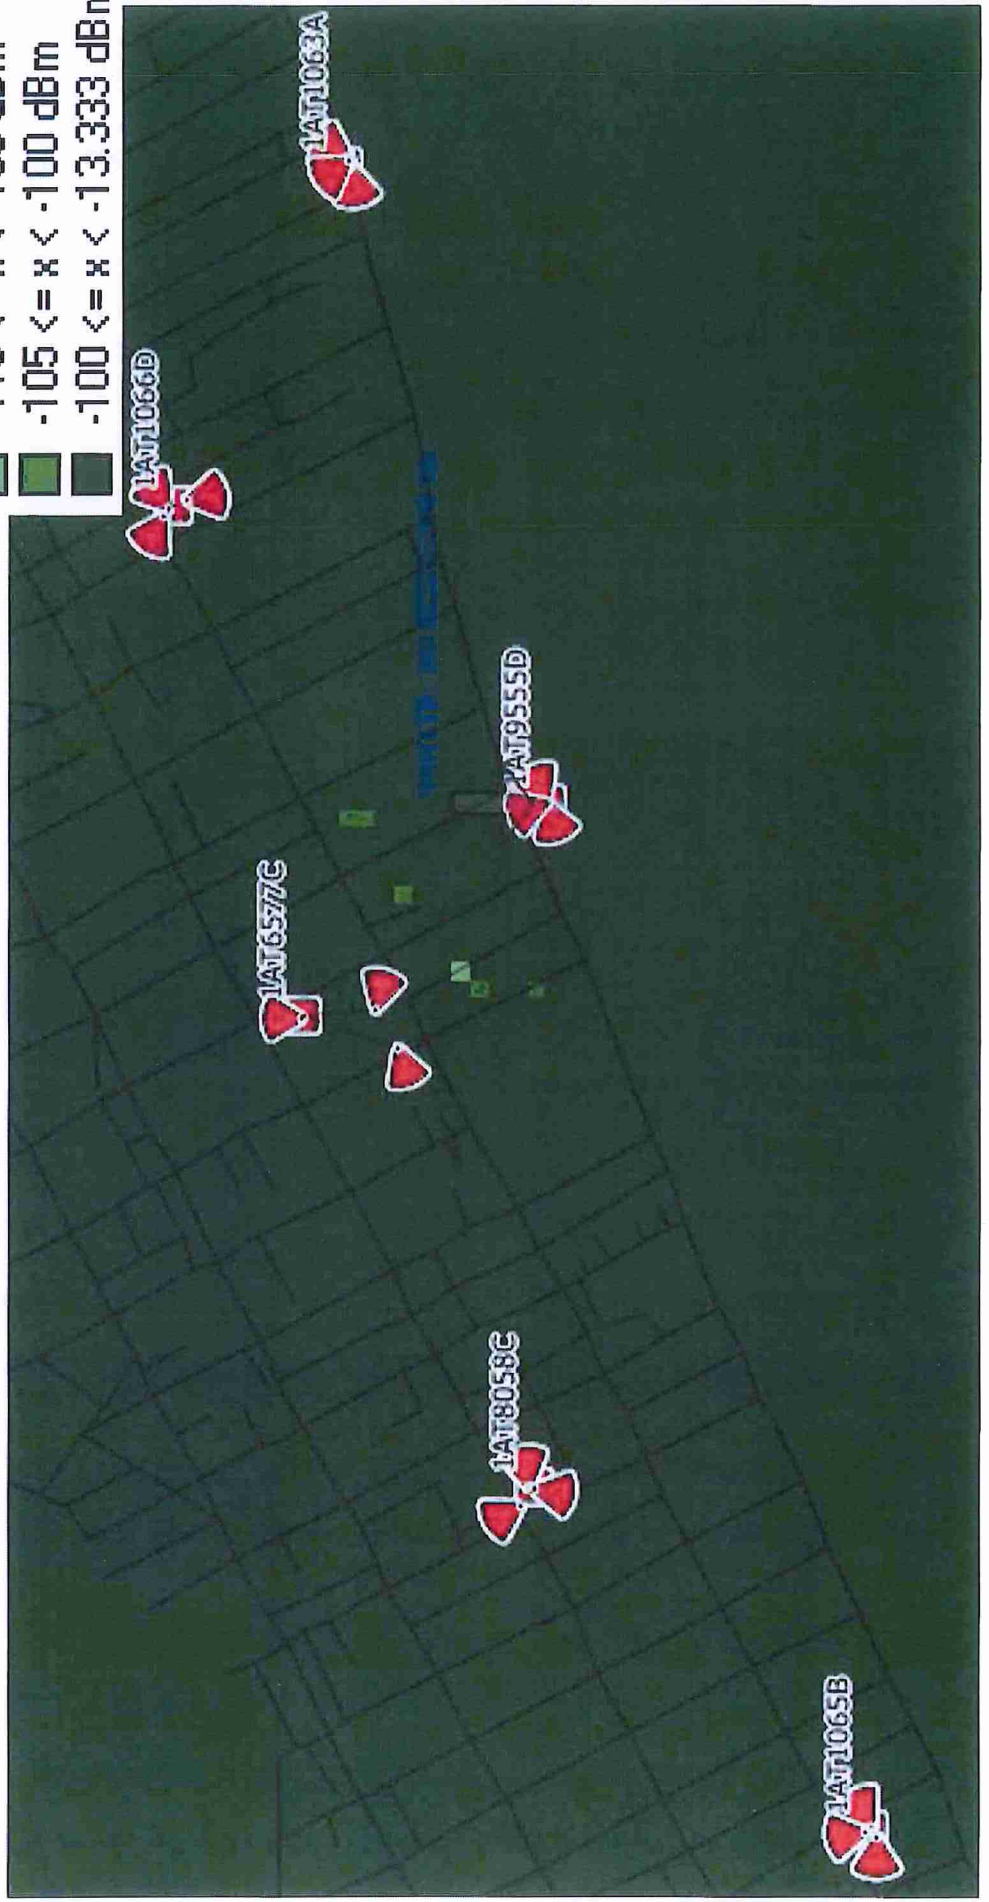 -105 <= x < -100 dBm
-100 <= x < -13.333 dBm
1AT1063A
1AT1066D
1AT9555D
1AT6577C
1AT8058C
1AT1065B